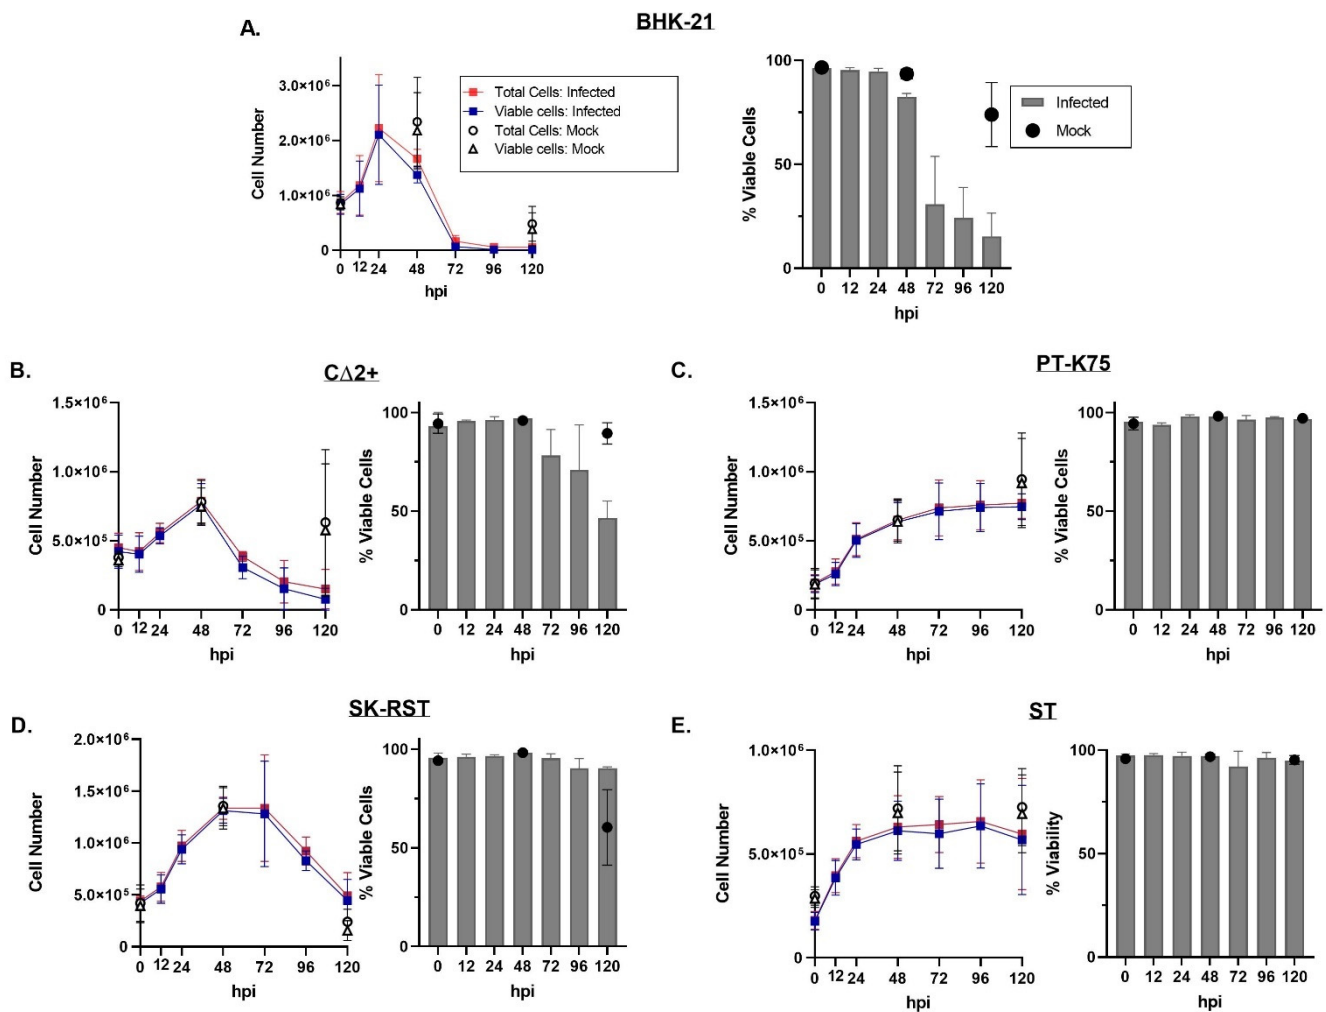 A.
BHK-21
Cell Number
3.0×10⁶
2.0×10⁶
1.0×10⁶
0
0 12 24 48 72 96 120
hpi
Total Cells: Infected
Viable cells: Infected
Total Cells: Mock
Viable cells: Mock
% Viable Cells
100
50
0
0 12 24 48 72 96 120
hpi
Infected
Mock
B.
CΔ2+
Cell Number
1.5×10⁶
1.0×10⁶
5.0×10⁵
0
0 12 24 48 72 96 120
hpi
% Viable Cells
100
50
0
0 12 24 48 72 96 120
hpi
C.
PT-K75
Cell Number
1.5×10⁶
1.0×10⁶
5.0×10⁵
0
0 12 24 48 72 96 120
hpi
% Viable Cells
100
50
0
0 12 24 48 72 96 120
hpi
D.
SK-RST
Cell Number
2.0×10⁶
1.5×10⁶
1.0×10⁶
5.0×10⁵
0
0 12 24 48 72 96 120
hpi
% Viable Cells
100
50
0
0 12 24 48 72 96 120
hpi
E.
ST
Cell Number
1.0×10⁶
5.0×10⁵
0
0 12 24 48 72 96 120
hpi
% Viability
100
50
0
0 12 24 48 72 96 120
hpi